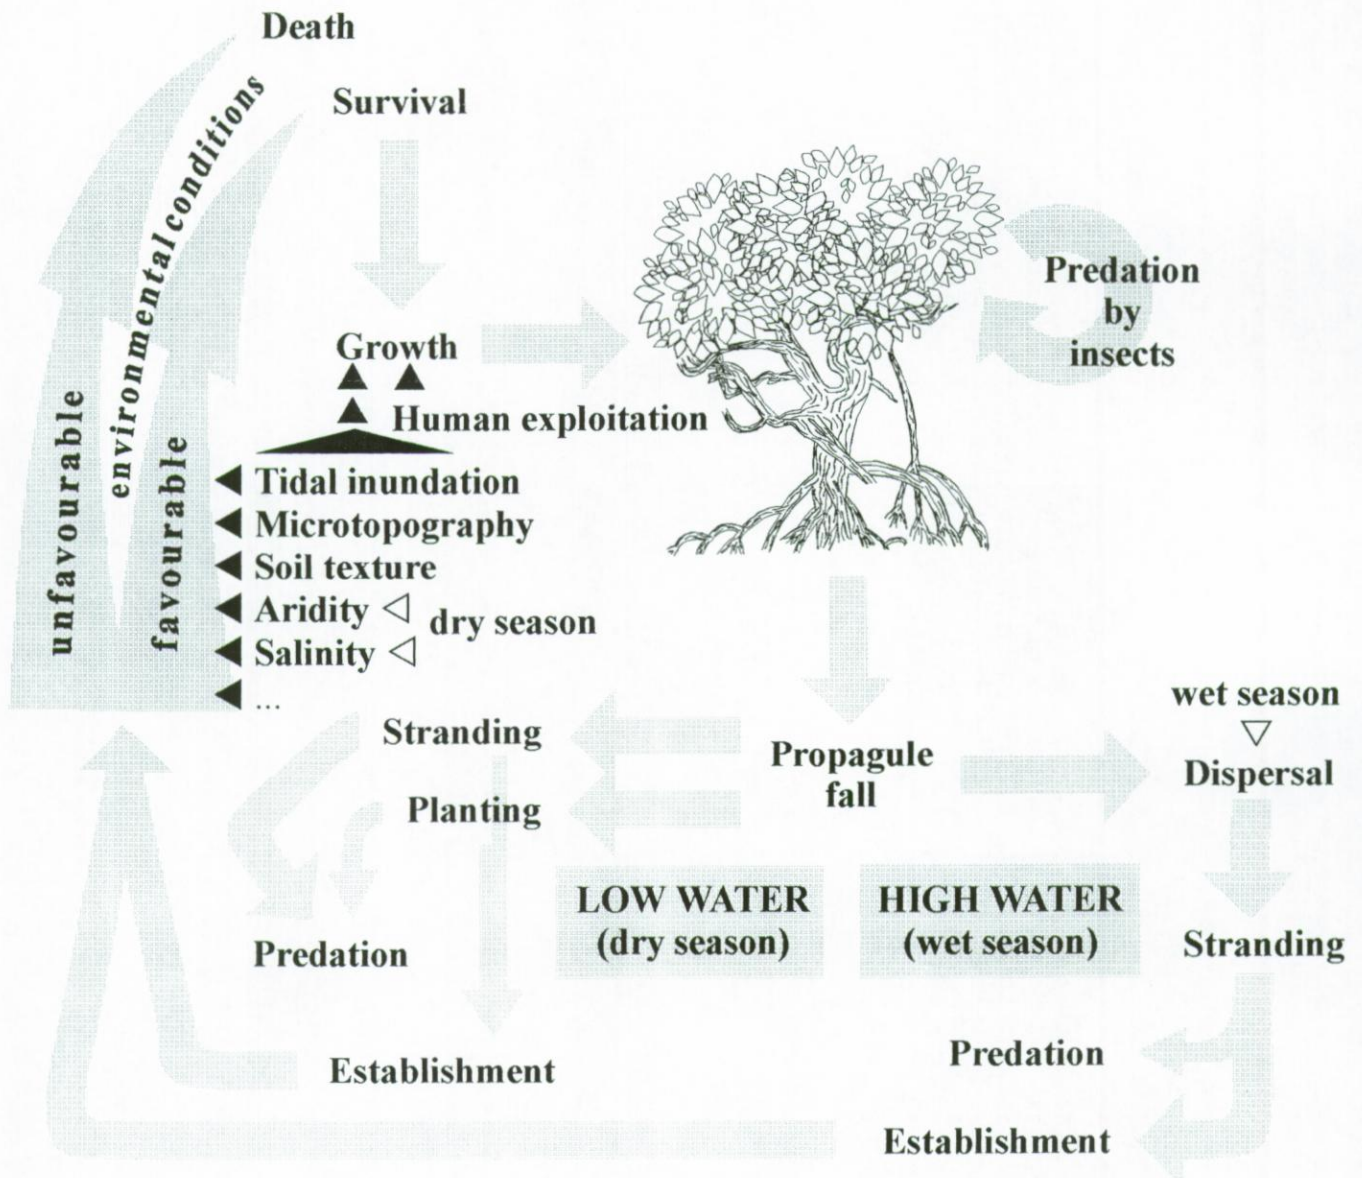 Death
Survival
environmental conditions
unfavourable
favourable
Growth
Human exploitation
Tidal inundation
Microtopography
Soil texture
Aridity
dry season
Salinity
...
Predation
by
insects
Stranding
Planting
Predation
Establishment
Propagule
fall
LOW WATER
(dry season)
HIGH WATER
(wet season)
wet season
Dispersal
Stranding
Predation
Establishment